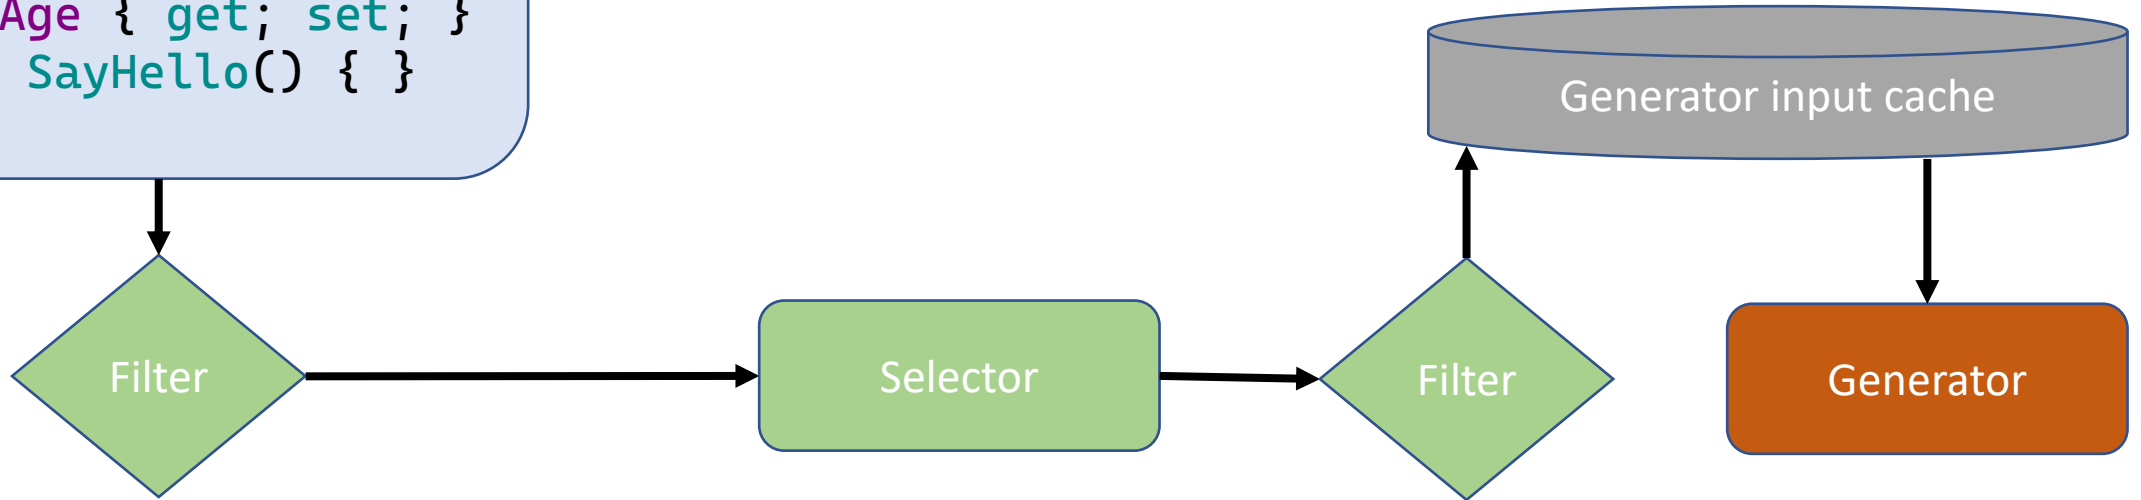 Age { get; set; }
SayHello() { }
Generator input cache
Filter
Selector
Filter
Generator